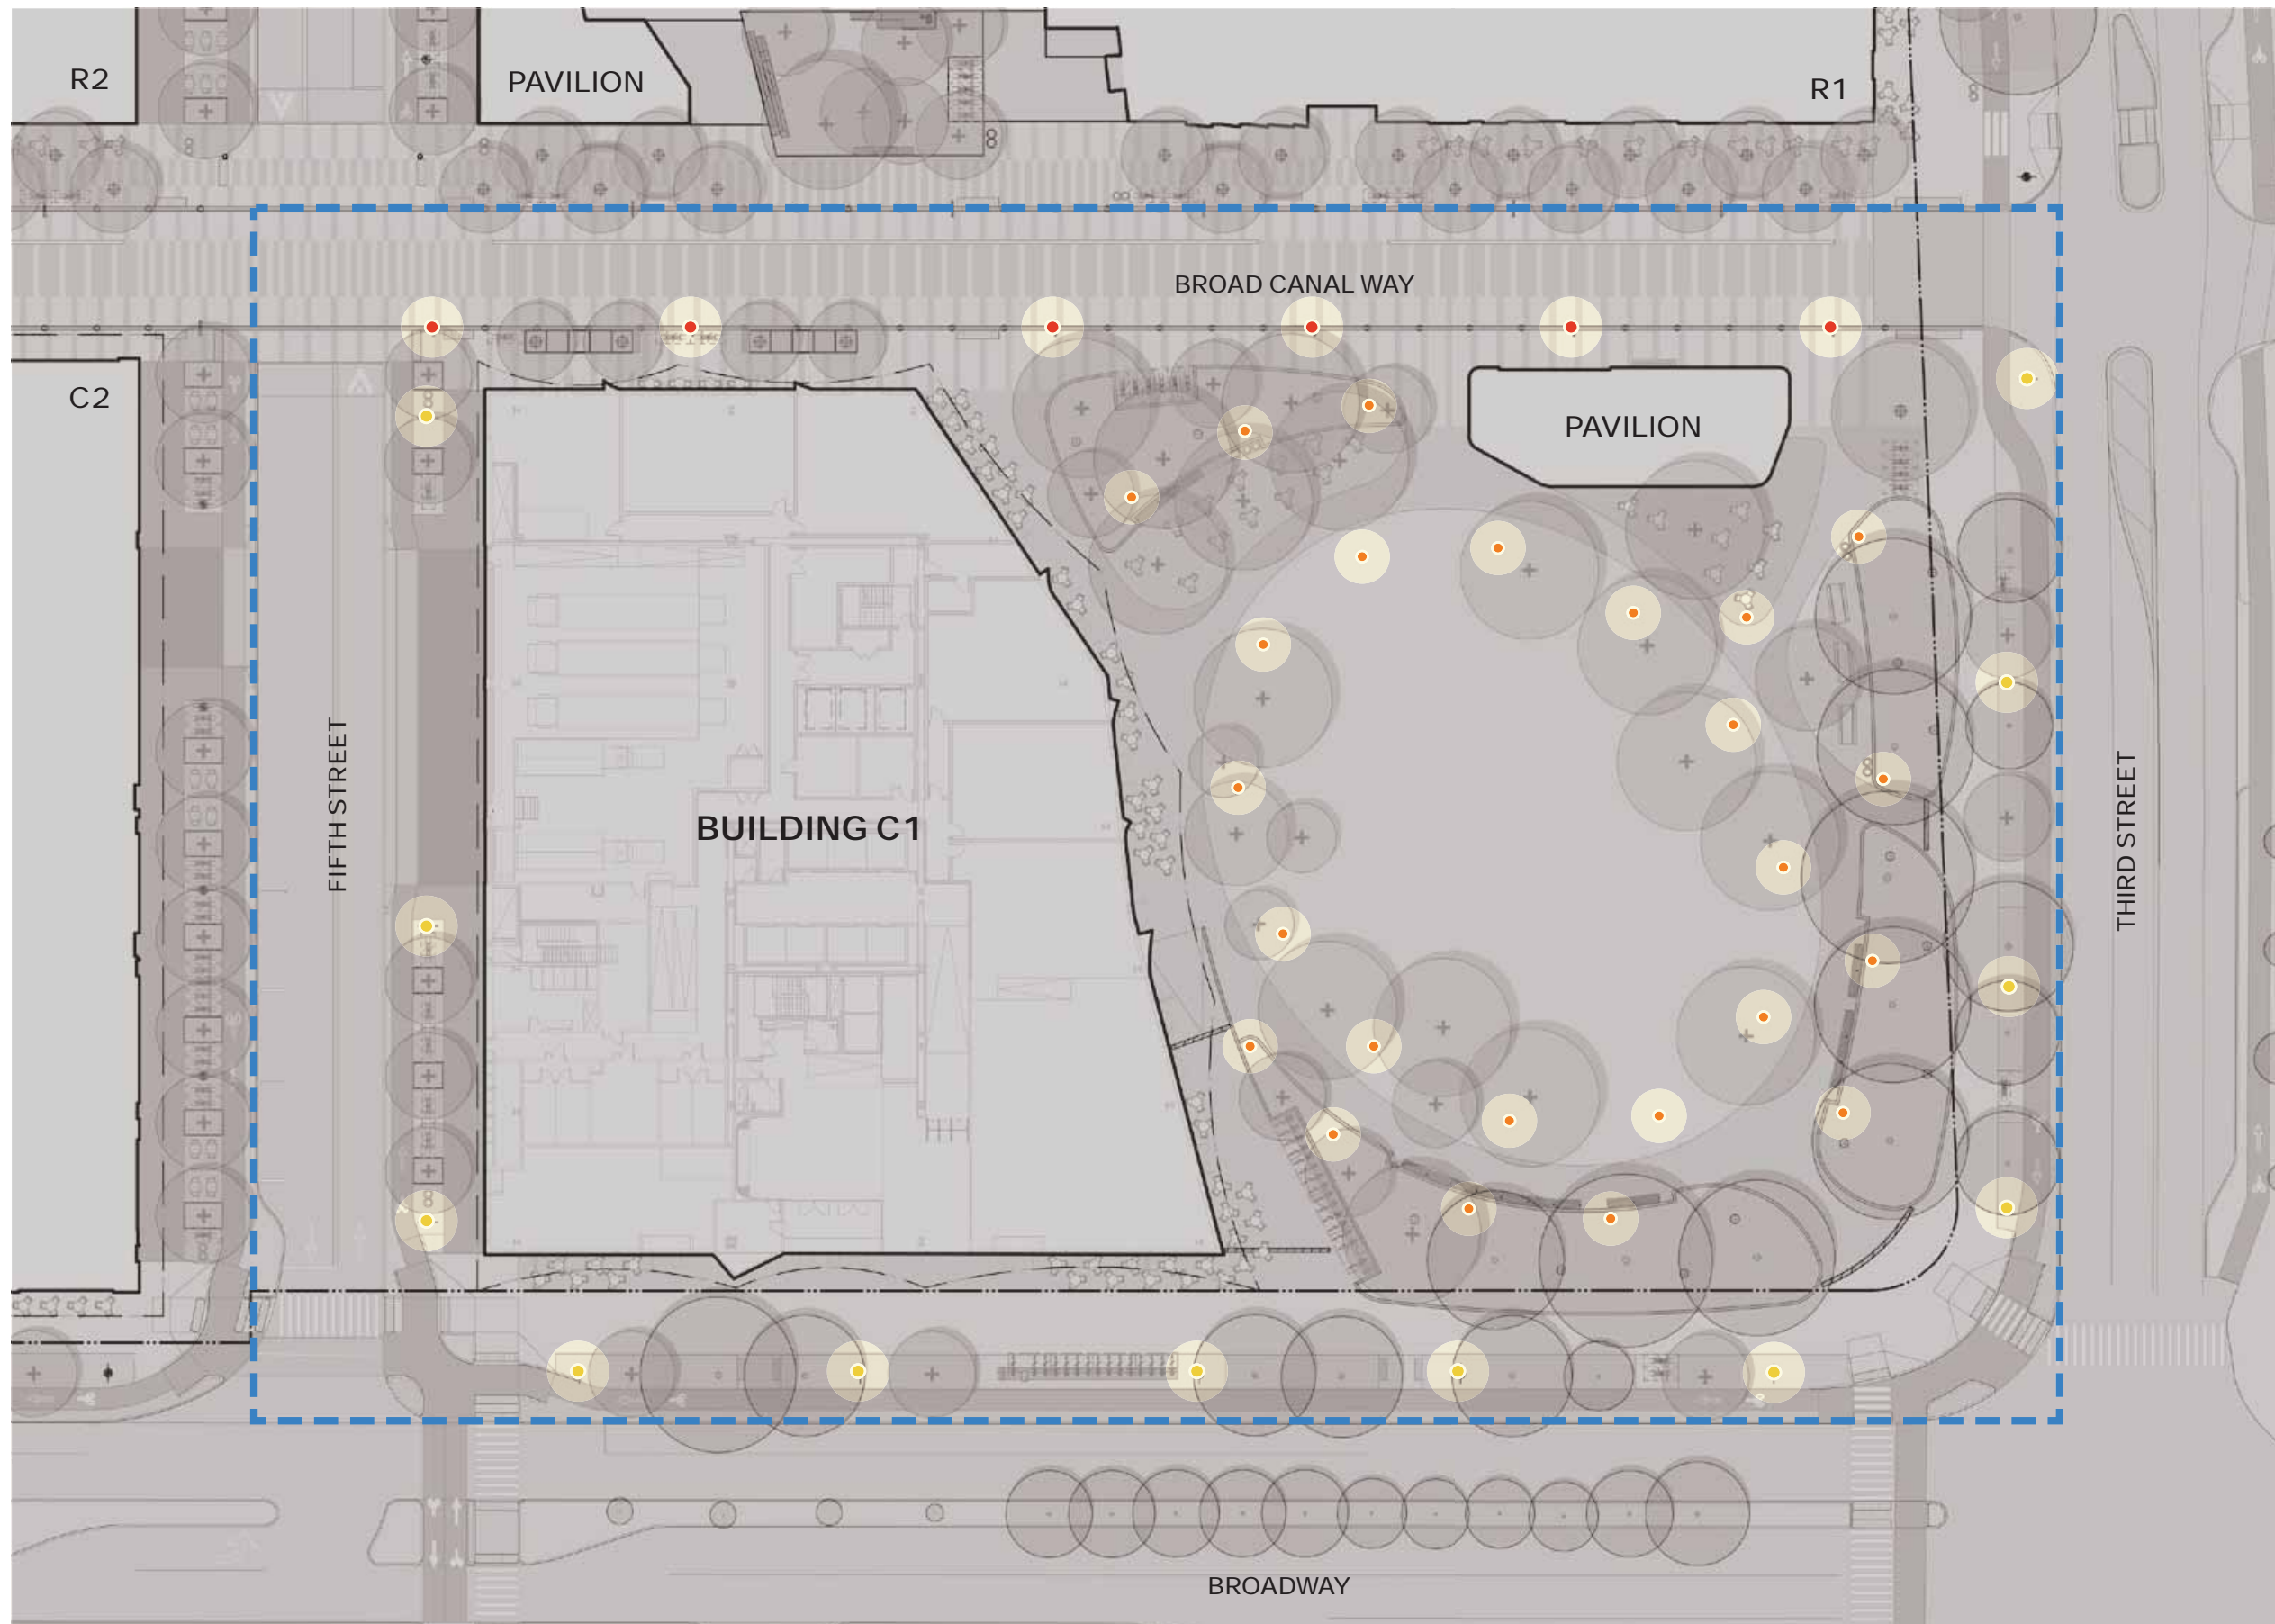 R2
PAVILION
R1
BROAD CANAL WAY
C2
PAVILION
FIFTH STREET
BUILDING C1
THIRD STREET
BROADWAY